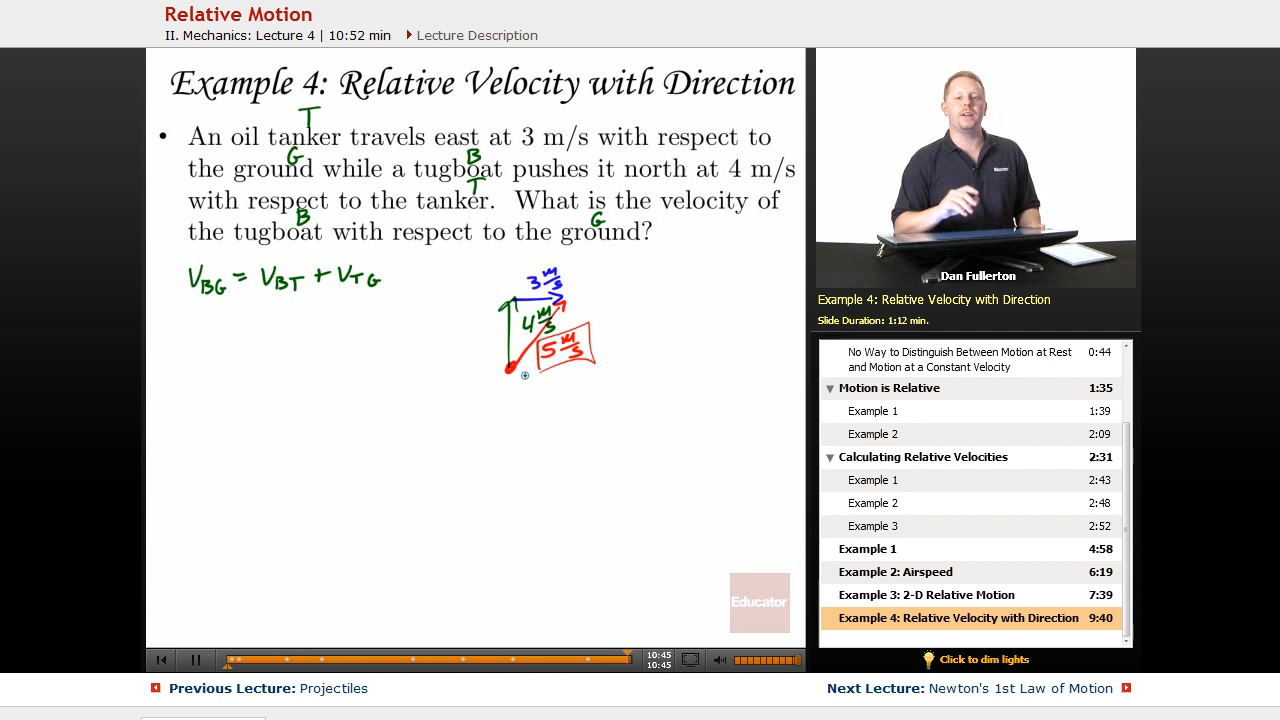 Relative Motion
II. Mechanics: Lecture 4 | 10:52 min
Lecture Description
Example 4: Relative Velocity with Direction
T
• An oil tanker travels east at 3 m/s with respect to
G B
the ground while a tugboat pushes it north at 4 m/s
T
with respect to the tanker. What is the velocity of
B G
the tugboat with respect to the ground?
V_BG = V_BT + V_TG
3 m/s
4 m/s
5 m/s
Educator
Dan Fullerton
Example 4: Relative Velocity with Direction
Slide Duration: 1:12 min.
No Way to Distinguish Between Motion at Rest 0:44
and Motion at a Constant Velocity
Motion is Relative 1:35
Example 1 1:39
Example 2 2:09
Calculating Relative Velocities 2:31
Example 1 2:43
Example 2 2:48
Example 3 2:52
Example 1 4:58
Example 2: Airspeed 6:19
Example 3: 2-D Relative Motion 7:39
Example 4: Relative Velocity with Direction 9:40
10:45
10:45
Click to dim lights
Previous Lecture: Projectiles
Next Lecture: Newton's 1st Law of Motion